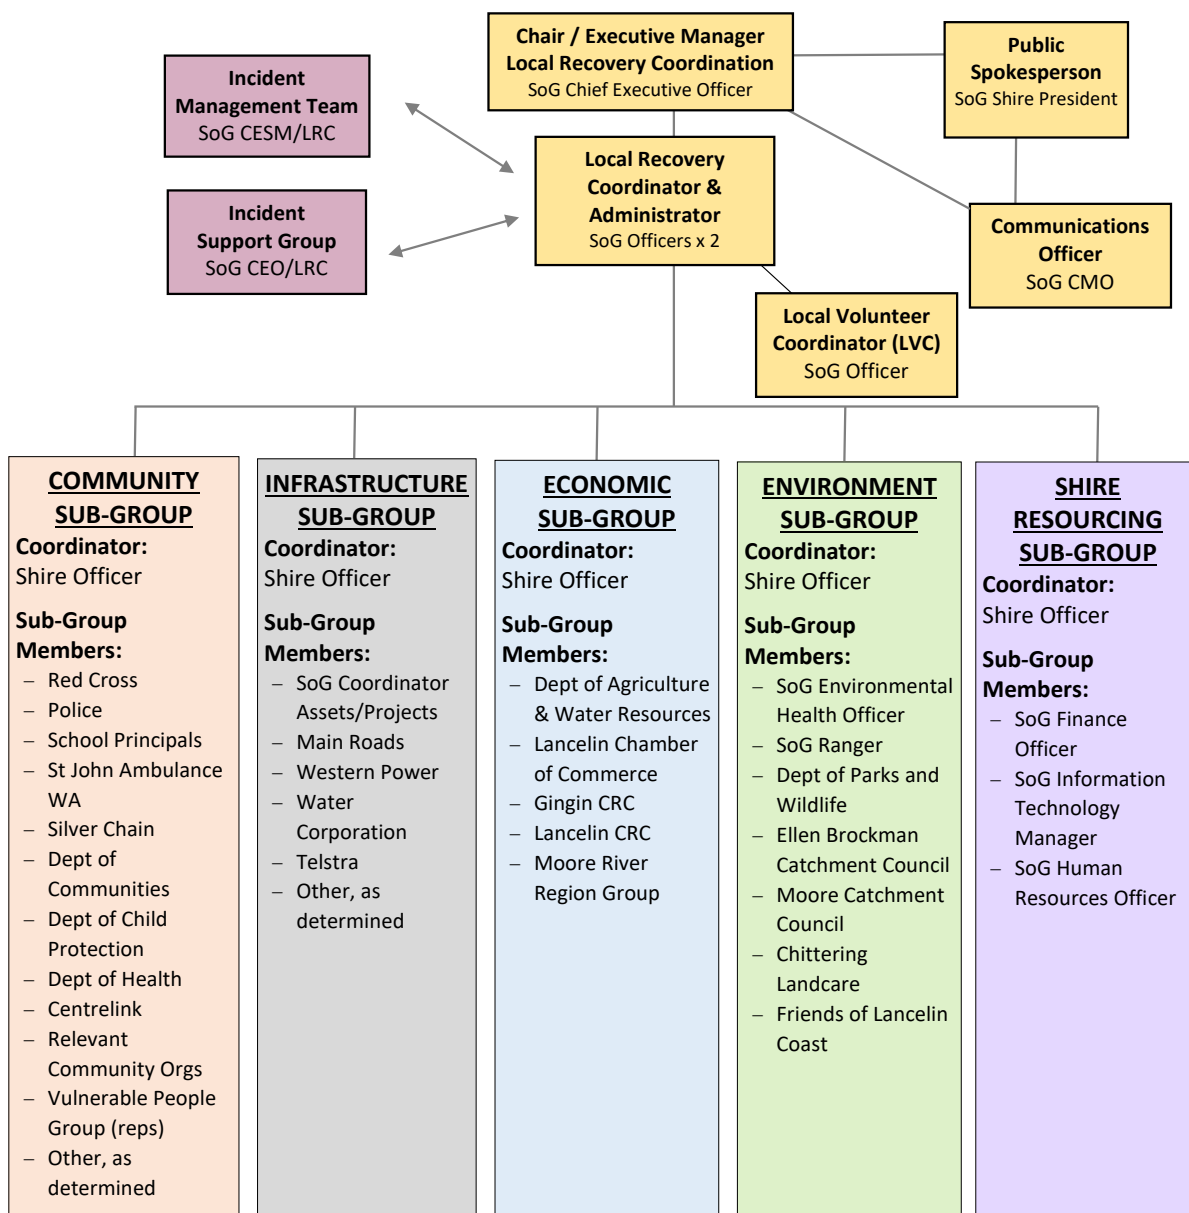 Chair / Executive Manager
Local Recovery Coordination
SoG Chief Executive Officer
Public
Spokesperson
SoG Shire President
Incident
Management Team
SoG CESM/LRC
Local Recovery
Coordinator &
Administrator
SoG Officers x 2
Incident
Support Group
SoG CEO/LRC
Communications
Officer
SoG CMO
Local Volunteer
Coordinator (LVC)
SoG Officer
COMMUNITY
SUB-GROUP
Coordinator:
Shire Officer
Sub-Group
Members:
– Red Cross
– Police
– School Principals
– St John Ambulance
WA
– Silver Chain
– Dept of
Communities
– Dept of Child
Protection
– Dept of Health
– Centrelink
– Relevant
Community Orgs
– Vulnerable People
Group (reps)
– Other, as
determined
INFRASTRUCTURE
SUB-GROUP
Coordinator:
Shire Officer
Sub-Group
Members:
– SoG Coordinator
Assets/Projects
– Main Roads
– Western Power
– Water
Corporation
– Telstra
– Other, as
determined
ECONOMIC
SUB-GROUP
Coordinator:
Shire Officer
Sub-Group
Members:
– Dept of Agriculture
& Water Resources
– Lancelin Chamber
of Commerce
– Gingin CRC
– Lancelin CRC
– Moore River
Region Group
ENVIRONMENT
SUB-GROUP
Coordinator:
Shire Officer
Sub-Group
Members:
– SoG Environmental
Health Officer
– SoG Ranger
– Dept of Parks and
Wildlife
– Ellen Brockman
Catchment Council
– Moore Catchment
Council
– Chittering
Landcare
– Friends of Lancelin
Coast
SHIRE
RESOURCING
SUB-GROUP
Coordinator:
Shire Officer
Sub-Group
Members:
– SoG Finance
Officer
– SoG Information
Technology
Manager
– SoG Human
Resources Officer